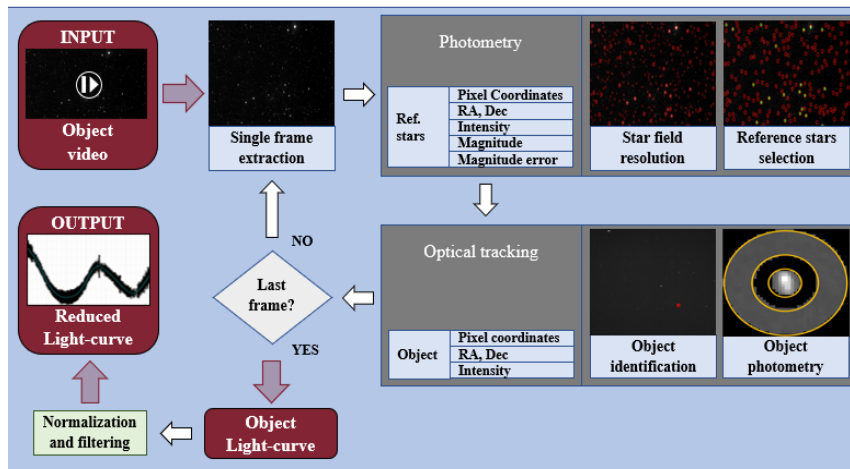 INPUT
Object
video
Single frame
extraction
Photometry
Ref.
stars
Pixel Coordinates
RA, Dec
Intensity
Magnitude
Magnitude error
Star field
resolution
Reference stars
selection
OUTPUT
Reduced
Light-curve
NO
Last
frame?
YES
Optical tracking
Object
Pixel coordinates
RA, Dec
Intensity
Object
identification
Object
photometry
Normalization
and filtering
Object
Light-curve